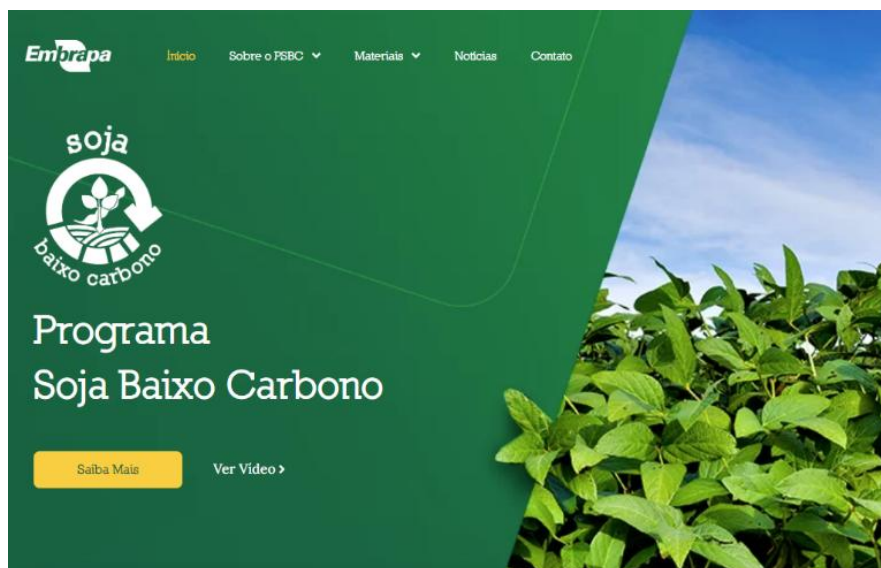 Embrapa
Início
Sobre o PSBC
Materiais
Notícias
Contato
soja
baixo carbono
Programa
Soja Baixo Carbono
Saiba Mais
Ver Vídeo